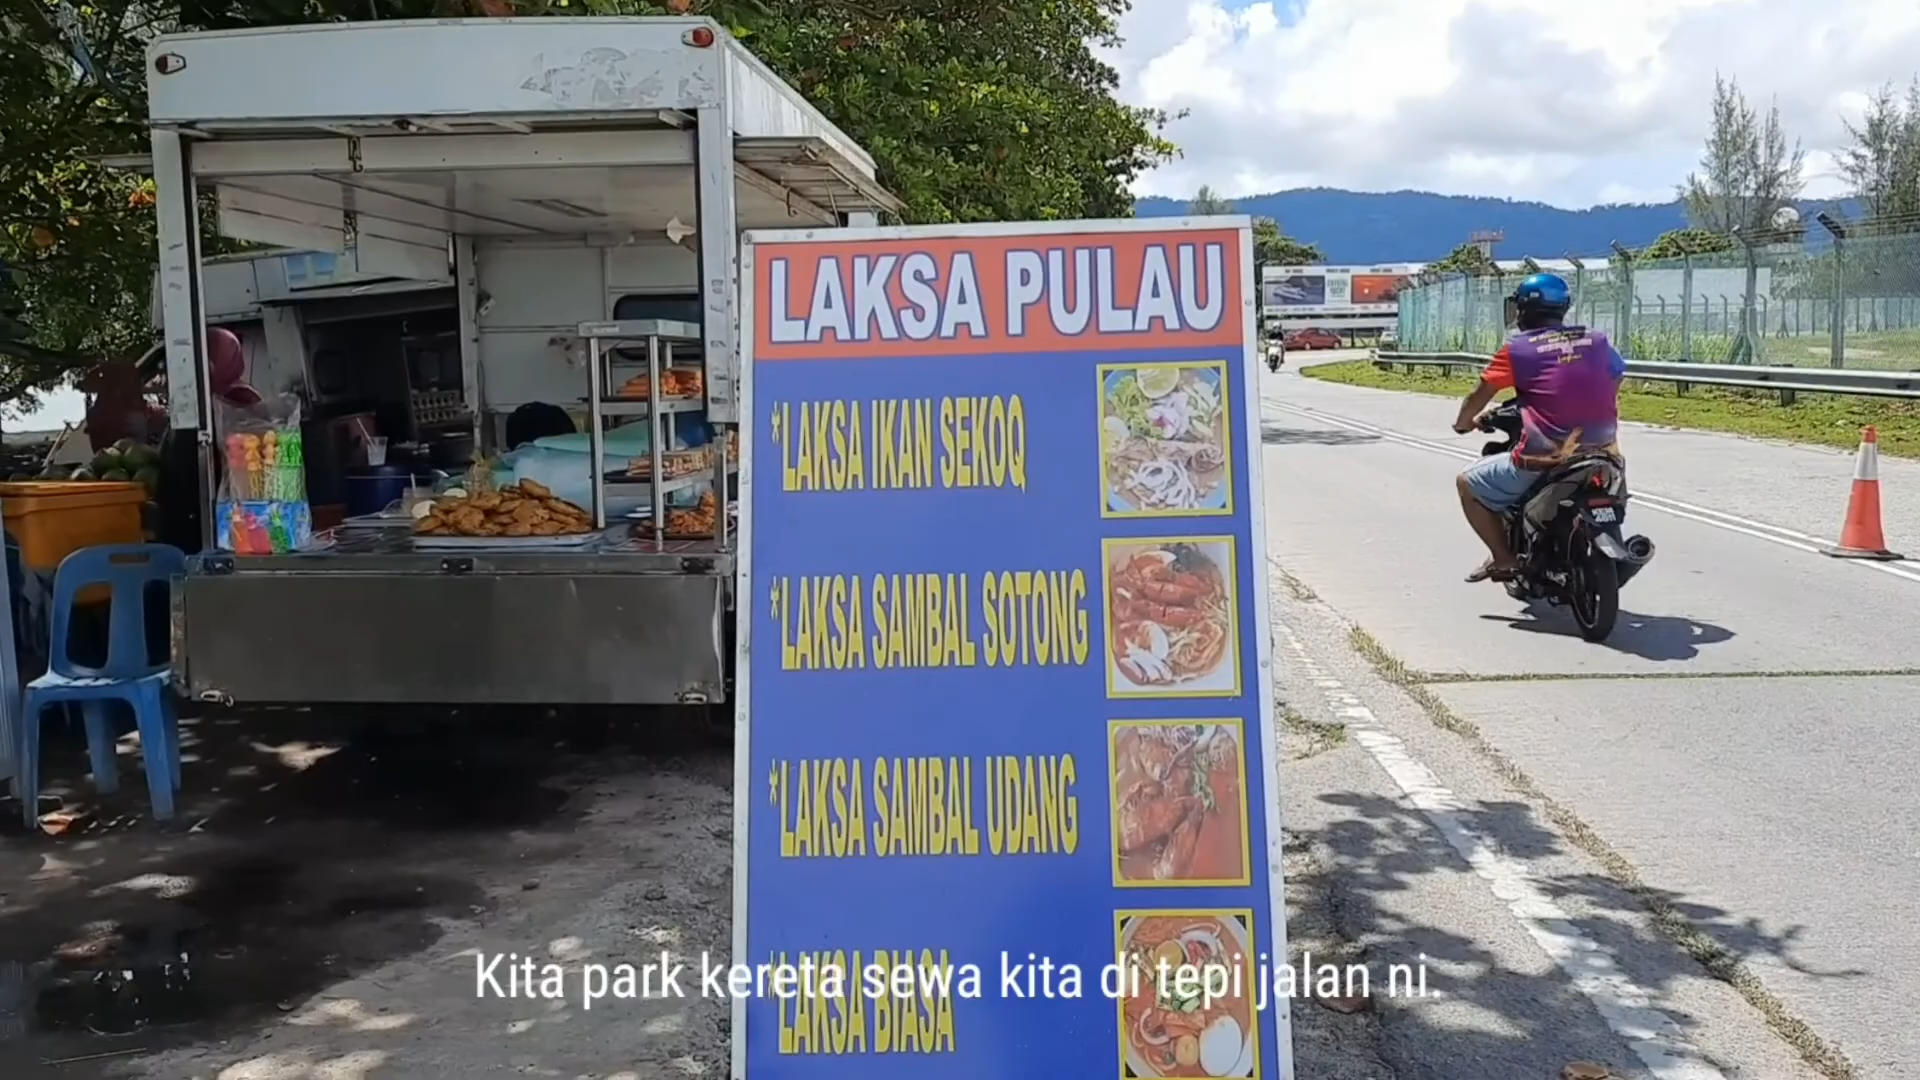 LAKSA PULAU
*LAKSA IKAN SEKOQ
*LAKSA SAMBAL SOTONG
*LAKSA SAMBAL UDANG
*LAKSA BIASA
Kita park kereta sewa kita di tepi jalan ni.